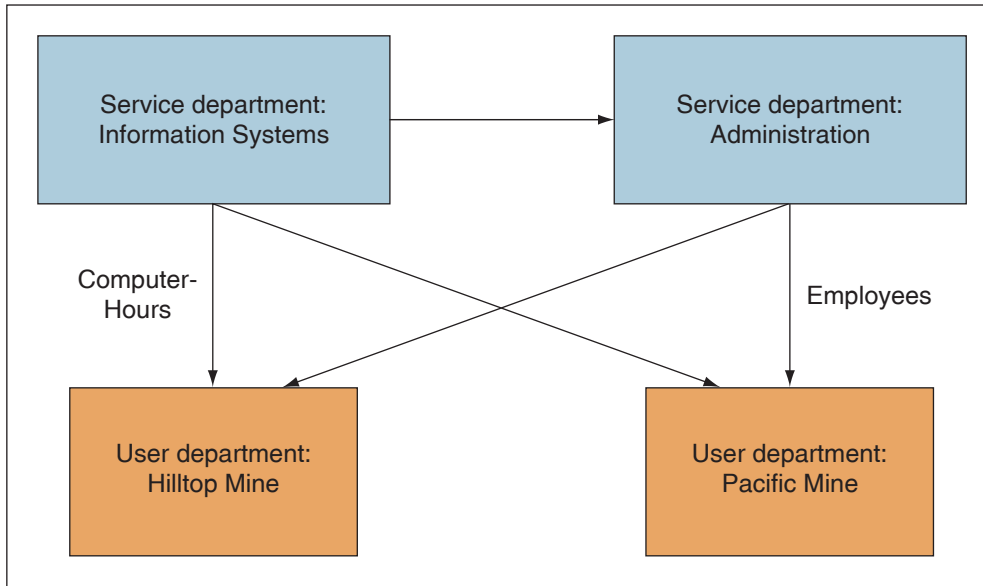 Service department:
Information Systems
Service department:
Administration
Computer-
Hours
Employees
User department:
Hilltop Mine
User department:
Pacific Mine